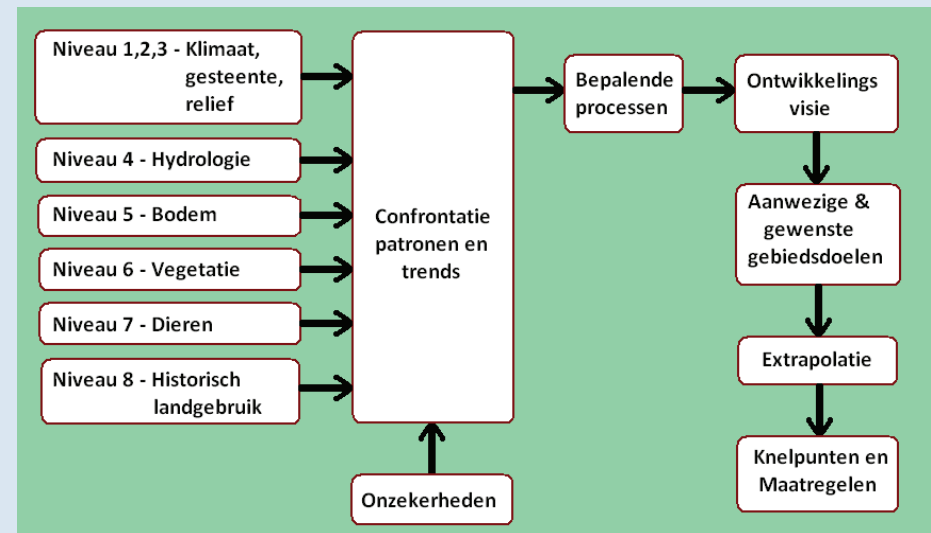 Niveau 1,2,3 - Klimaat,
gesteente,
relief
Niveau 4 - Hydrologie
Niveau 5 - Bodem
Niveau 6 - Vegetatie
Niveau 7 - Dieren
Niveau 8 - Historisch
landgebruik
Confrontatie
patronen en
trends
Onzekerheden
Bepalende
processen
Ontwikkelings
visie
Aanwezige &
gewenste
gebiedsdoelen
Extrapolatie
Knelpunten en
Maatregelen